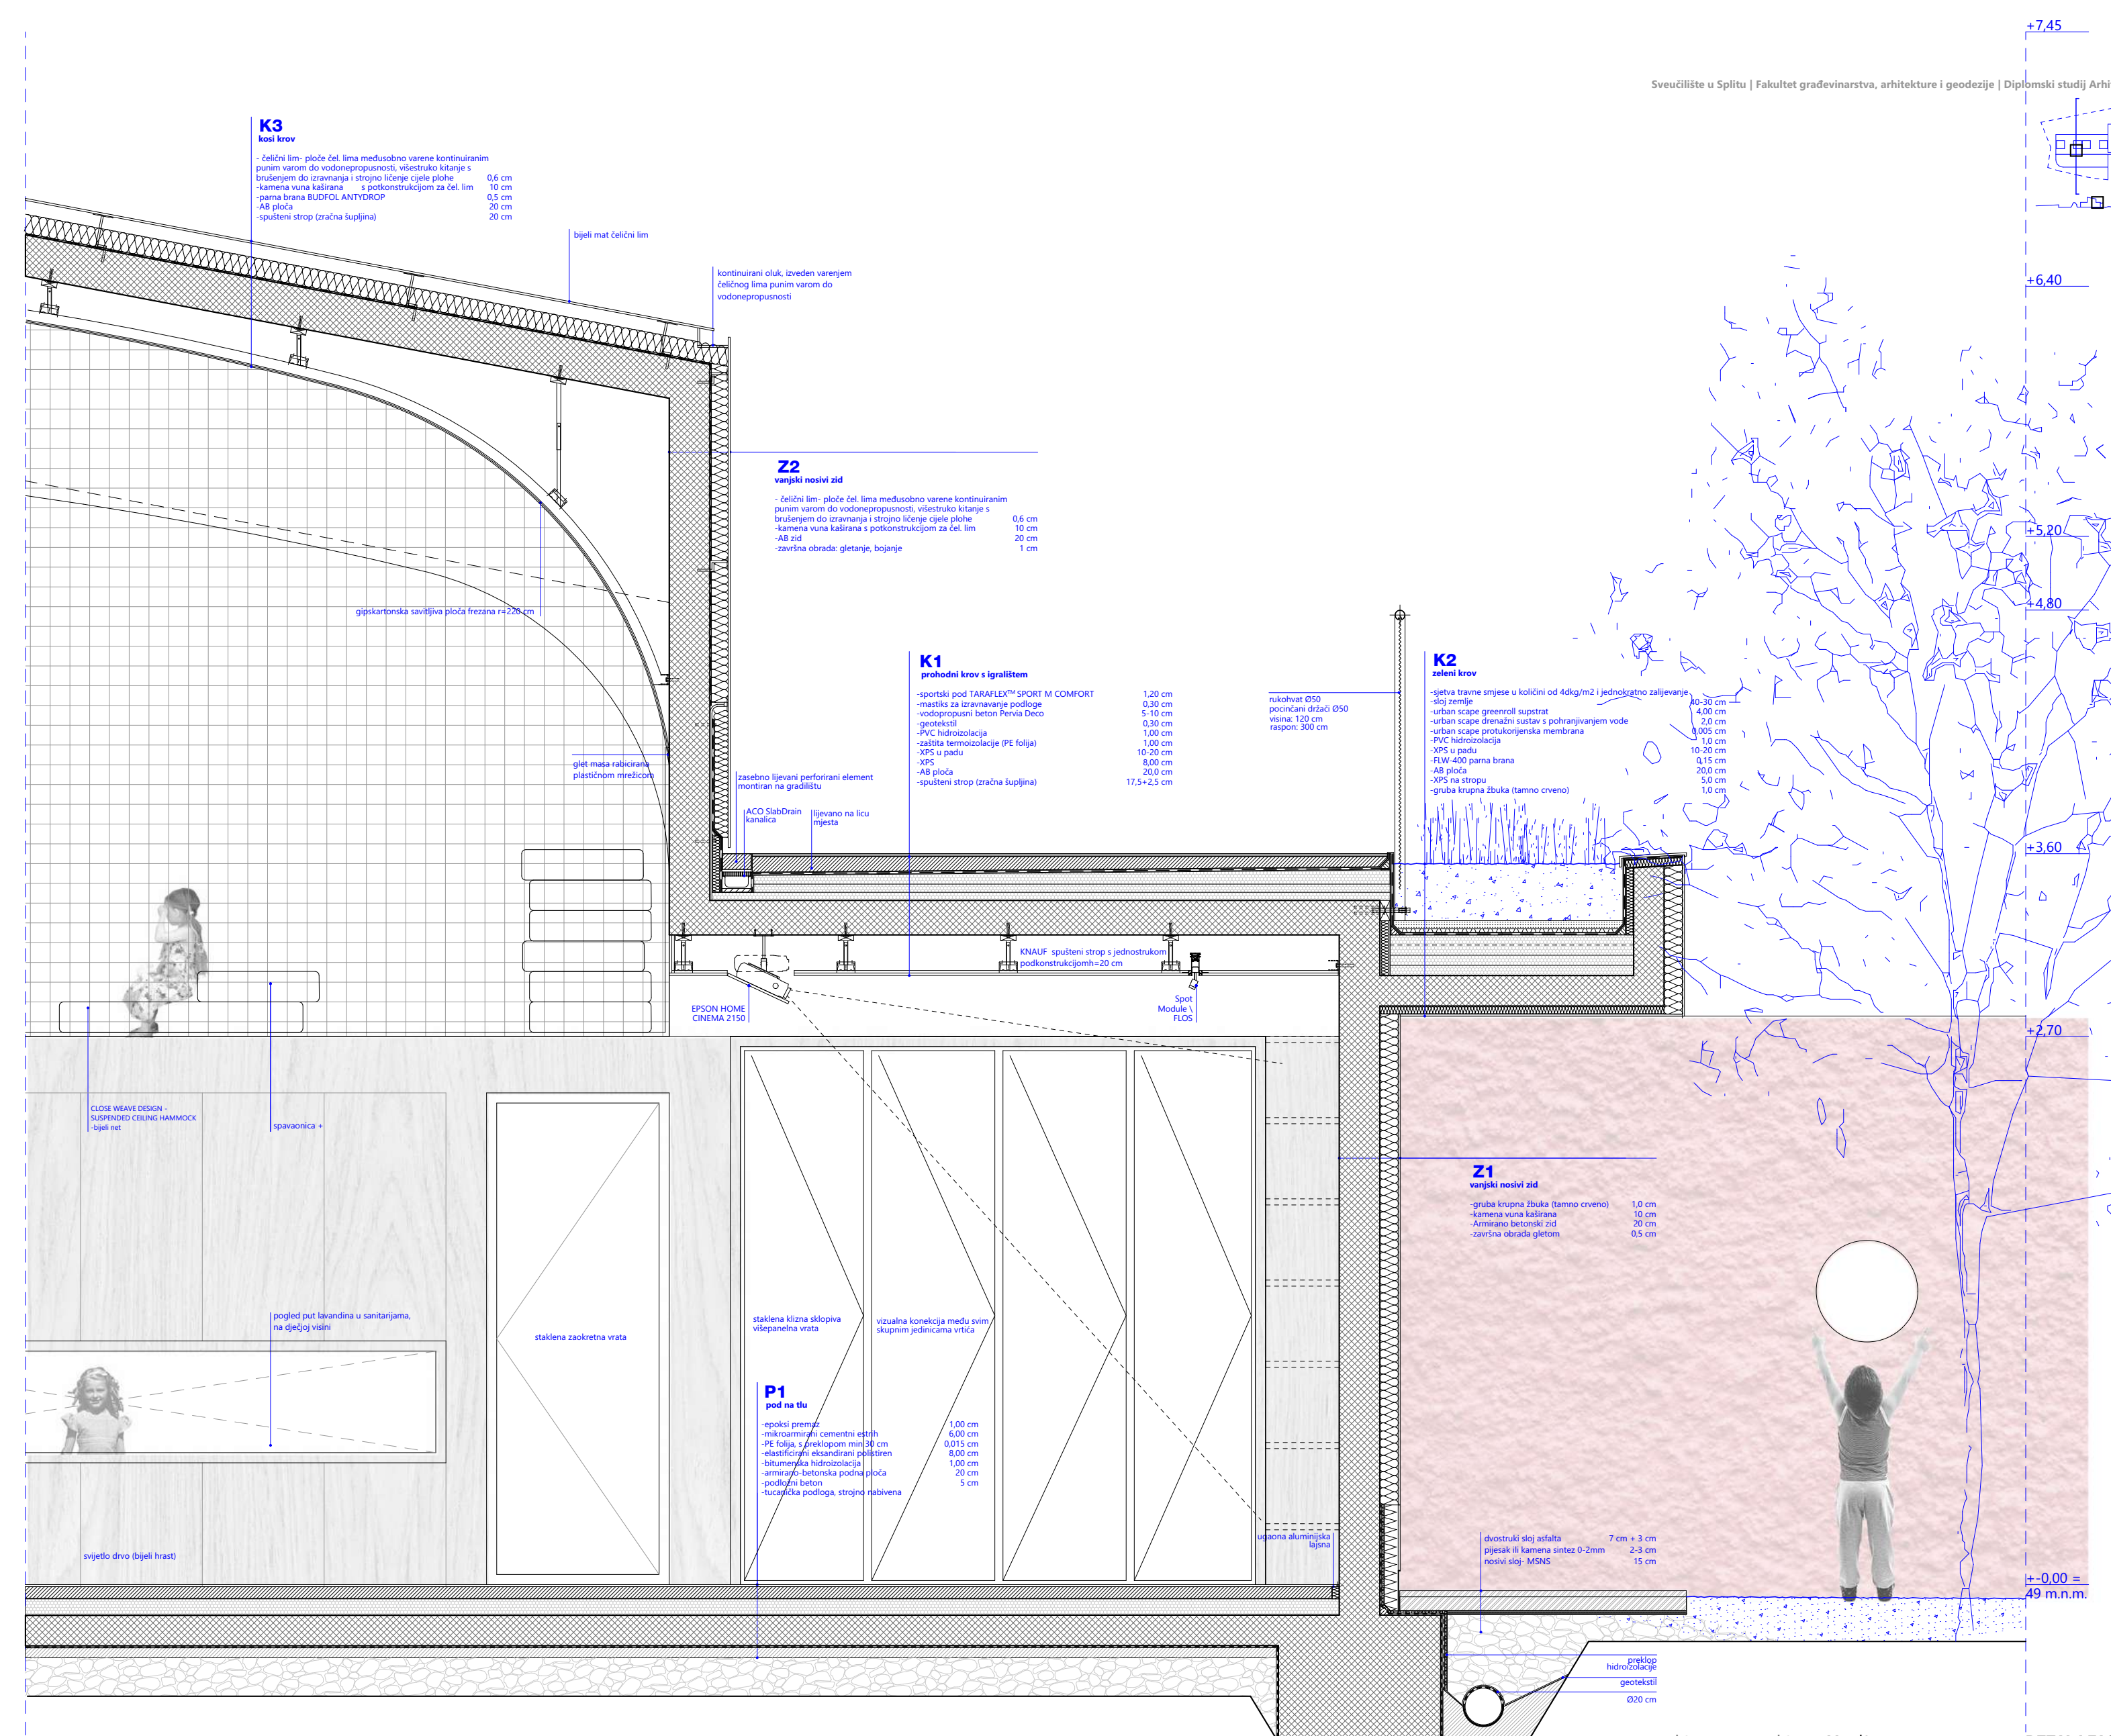 +7,45
Sveučilište u Splitu | Fakultet građevinarstva, arhitekture i geodezije | Diplomski studij Arhi
K3
kosi krov
- čelični lim- ploče čel. lima međusobno varene kontinuiranim
punim varom do vodonepropusnosti, višestruko kitanje s
brušenjem do izravnanja i strojno ličenje cijele plohe 0,6 cm
-kamena vuna kaširana s potkonstrukcijom za čel. lim 10 cm
-parna brana BUDFOL ANTYDROP 0,5 cm
-AB ploča 20 cm
-spušteni strop (zračna šupljina) 20 cm
bijeli mat čelični lim
kontinuirani oluk, izveden varenjem
čeličnog lima punim varom do
vodonepropusnosti
+6,40
Z2
vanjski nosivi zid
- čelični lim- ploče čel. lima međusobno varene kontinuiranim
punim varom do vodonepropusnosti, višestruko kitanje s
brušenjem do izravnanja i strojno ličenje cijele plohe 0,6 cm
-kamena vuna kaširana s potkonstrukcijom za čel. lim 10 cm
-AB zid 20 cm
-završna obrada: gletanje, bojanje 1 cm
+5,20
+4,80
gipskartonska savitljiva ploča frezana r=220 cm
K1
prohodni krov s igralištem
-sportski pod TARAFLEX™ SPORT M COMFORT 1,20 cm
-mastiks za izravnavanje podloge 0,30 cm
-vodopropusni beton Pervia Deco 5-10 cm
-geotekstil 0,30 cm
-PVC hidroizolacija 1,00 cm
-zaštita termoizolacije (PE folija) 1,00 cm
-XPS u padu 10-20 cm
-XPS 8,00 cm
-AB ploča 20,0 cm
-spušteni strop (zračna šupljina) 17,5+2,5 cm
rukohvat Ø50
pocinčani držači Ø50
visina: 120 cm
raspon: 300 cm
K2
zeleni krov
-sjetva travne smjese u količini od 4dkg/m2 i jednokratno zalijevanje
-sloj zemlje 40-30 cm
-urban scape greenroll supstrat 4,00 cm
-urban scape drenažni sustav s pohranjivanjem vode 2,0 cm
-urban scape protukorijenska membrana 0,005 cm
-PVC hidroizolacija 1,0 cm
-XPS u padu 10-20 cm
-FLW-400 parna brana 0,15 cm
-AB ploča 20,0 cm
-XPS na stropu 5,0 cm
-gruba krupna žbuka (tamno crveno) 1,0 cm
glet masa rabicirana
plastičnom mrežicom
zasebno lijevani perforirani element
montiran na gradilištu
ACO SlabDrain
kanalica
lijevano na licu
mjesta
+3,60
KNAUF spušteni strop s jednostrukom
podkonstrukcijomh=20 cm
EPSON HOME
CINEMA 2150
Spot
Module \
FLOS
+2,70
CLOSE WEAVE DESIGN -
SUSPENDED CEILING HAMMOCK
-bijeli net
spavaonica +
Z1
vanjski nosivi zid
-gruba krupna žbuka (tamno crveno) 1,0 cm
-kamena vuna kaširana 10 cm
-Armirano betonski zid 20 cm
-završna obrada gletom 0,5 cm
pogled put lavandina u sanitarijama,
na dječjoj visini
staklena zaokretna vrata
staklena klizna sklopiva
višepanelna vrata
vizualna konekcija među svim
skupnim jedinicama vrtića
P1
pod na tlu
-epoksi premaz 1,00 cm
-mikroarmirani cementni estrih 6,00 cm
-PE folija, s preklopom min 30 cm 0,015 cm
-elastificirani eksandirani polistiren 8,00 cm
-bitumenska hidroizolacija 1,00 cm
-armirano-betonska podna ploča 20 cm
-podložni beton 5 cm
-tucanička podloga, strojno nabivena
ugaona aluminijska
lajsna
dvostruki sloj asfalta 7 cm + 3 cm
pijesak ili kamena sintez 0-2mm 2-3 cm
nosivi sloj- MSNS 15 cm
svijetlo drvo (bijeli hrast)
+-0,00 =
49 m.n.m.
preklop
hidroizolacije
geotekstil
Ø20 cm